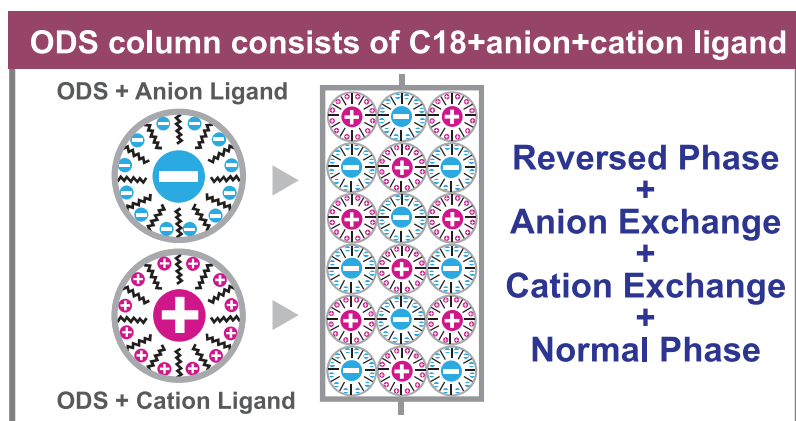 ODS column consists of C18+anion+cation ligand
ODS + Anion Ligand
ODS + Cation Ligand
Reversed Phase
+
Anion Exchange
+
Cation Exchange
+
Normal Phase